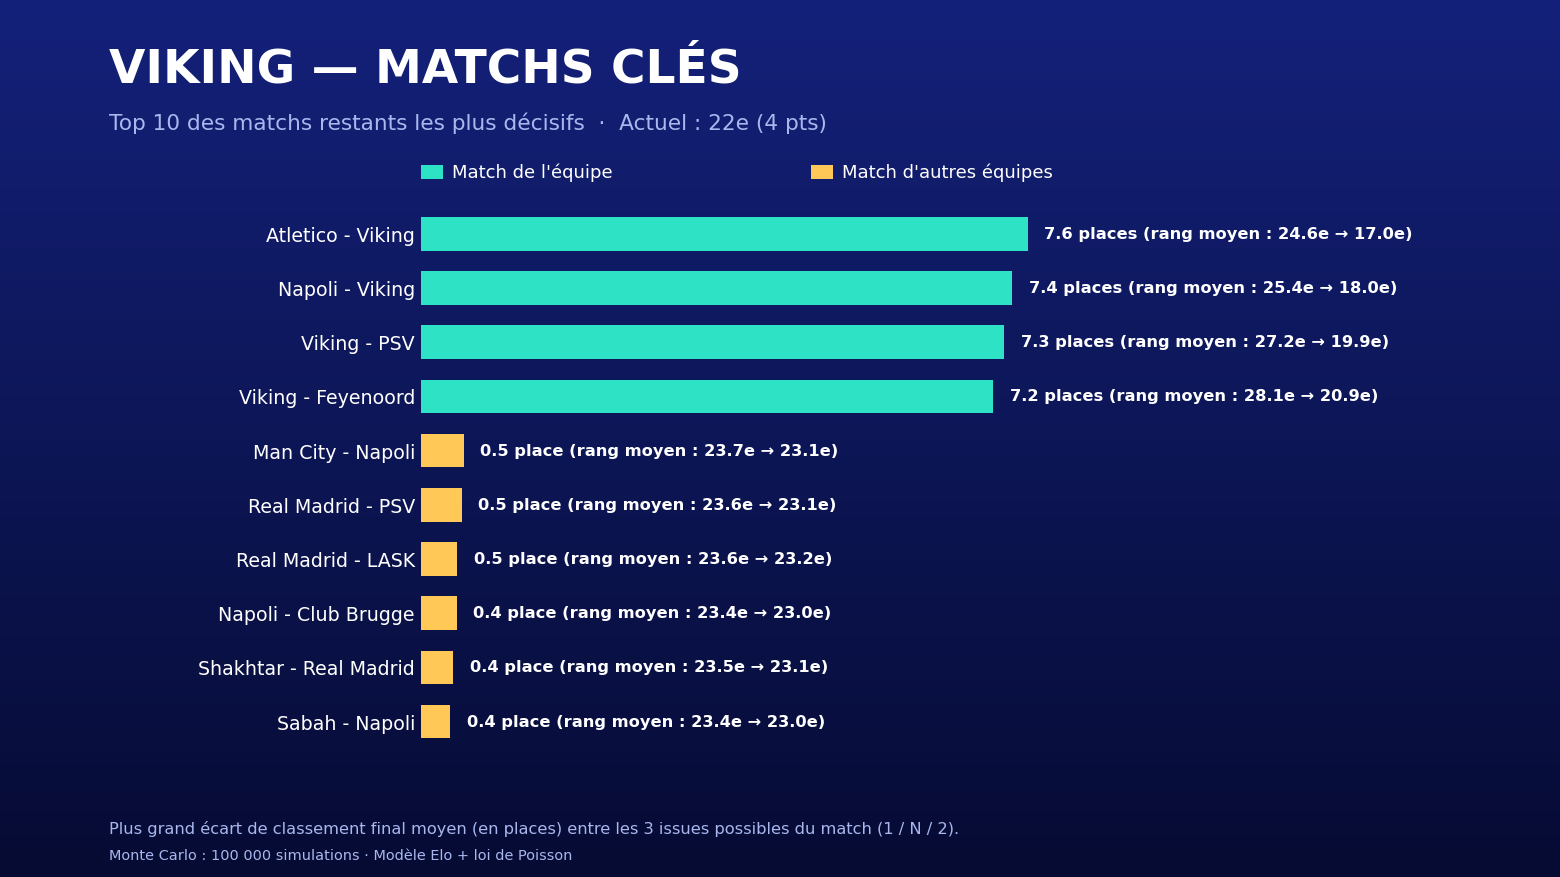 VIKING — MATCHS CLÉS
Top 10 des matchs restants les plus décisifs · Actuel : 22e (4 pts)
Match de l'équipe
Match d'autres équipes
Atletico - Viking 7.6 places (rang moyen : 24.6e → 17.0e)
Napoli - Viking 7.4 places (rang moyen : 25.4e → 18.0e)
Viking - PSV 7.3 places (rang moyen : 27.2e → 19.9e)
Viking - Feyenoord 7.2 places (rang moyen : 28.1e → 20.9e)
Man City - Napoli 0.5 place (rang moyen : 23.7e → 23.1e)
Real Madrid - PSV 0.5 place (rang moyen : 23.6e → 23.1e)
Real Madrid - LASK 0.5 place (rang moyen : 23.6e → 23.2e)
Napoli - Club Brugge 0.4 place (rang moyen : 23.4e → 23.0e)
Shakhtar - Real Madrid 0.4 place (rang moyen : 23.5e → 23.1e)
Sabah - Napoli 0.4 place (rang moyen : 23.4e → 23.0e)
Plus grand écart de classement final moyen (en places) entre les 3 issues possibles du match (1 / N / 2).
Monte Carlo : 100 000 simulations · Modèle Elo + loi de Poisson